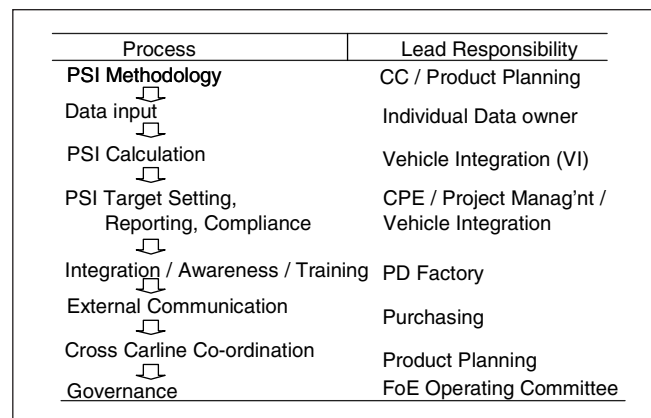 Process Lead Responsibility
PSI Methodology CC / Product Planning
Data input Individual Data owner
PSI Calculation Vehicle Integration (VI)
PSI Target Setting, CPE / Project Manag'nt /
Reporting, Compliance Vehicle Integration
Integration / Awareness / Training PD Factory
External Communication Purchasing
Cross Carline Co-ordination Product Planning
Governance FoE Operating Committee